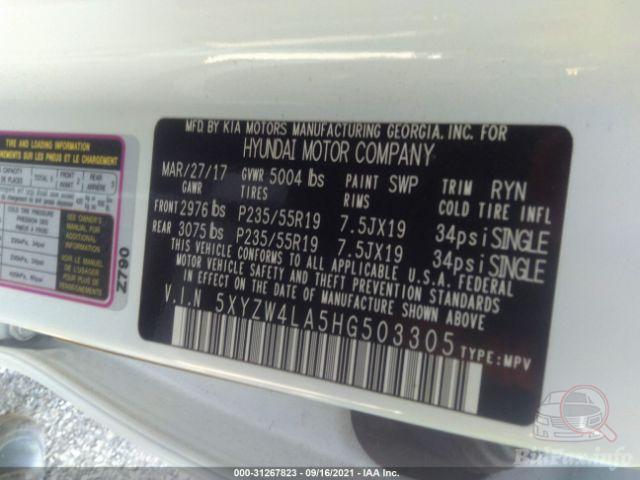 TIRE AND LOADING INFORMATION
Z790
MFD BY KIA MOTORS MANUFACTURING GEORGIA, INC. FOR
HYUNDAI MOTOR COMPANY
MAR/27/17 GVWR 5004 lbs PAINT SWP TRIM RYN
GAWR TIRES RIMS COLD TIRE INFL
FRONT 2976 lbs P235/55R19 7.5JX19 34psi SINGLE
REAR 3075 lbs P235/55R19 7.5JX19 34psi SINGLE
THIS VEHICLE CONFORMS TO ALL APPLICABLE U.S.A. FEDERAL
MOTOR VEHICLE SAFETY AND THEFT PREVENTION STANDARDS
IN EFFECT ON THE DATE OF MANUFACTURE SHOWN ABOVE.
V.I.N 5XYZW4LA5HG503305 TYPE:MPV
BidFax.info
000-31267823 - 09/16/2021 - IAA Inc.